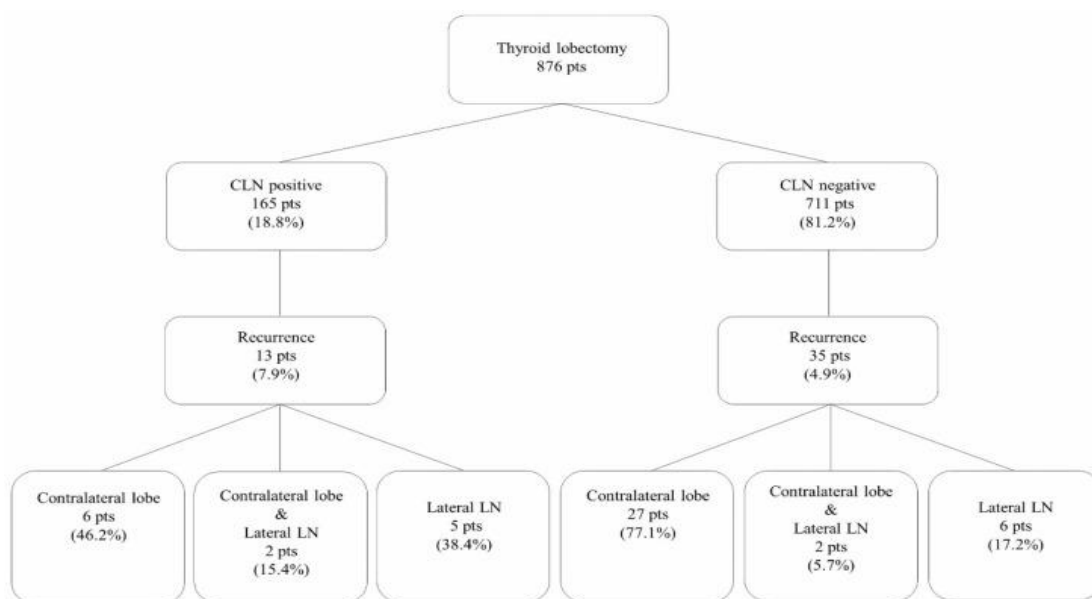 Thyroid lobectomy
876 pts
CLN positive
165 pts
(18.8%)
CLN negative
711 pts
(81.2%)
Recurrence
13 pts
(7.9%)
Recurrence
35 pts
(4.9%)
Contralateral lobe
6 pts
(46.2%)
Contralateral lobe
&
Lateral LN
2 pts
(15.4%)
Lateral LN
5 pts
(38.4%)
Contralateral lobe
27 pts
(77.1%)
Contralateral lobe
&
Lateral LN
2 pts
(5.7%)
Lateral LN
6 pts
(17.2%)